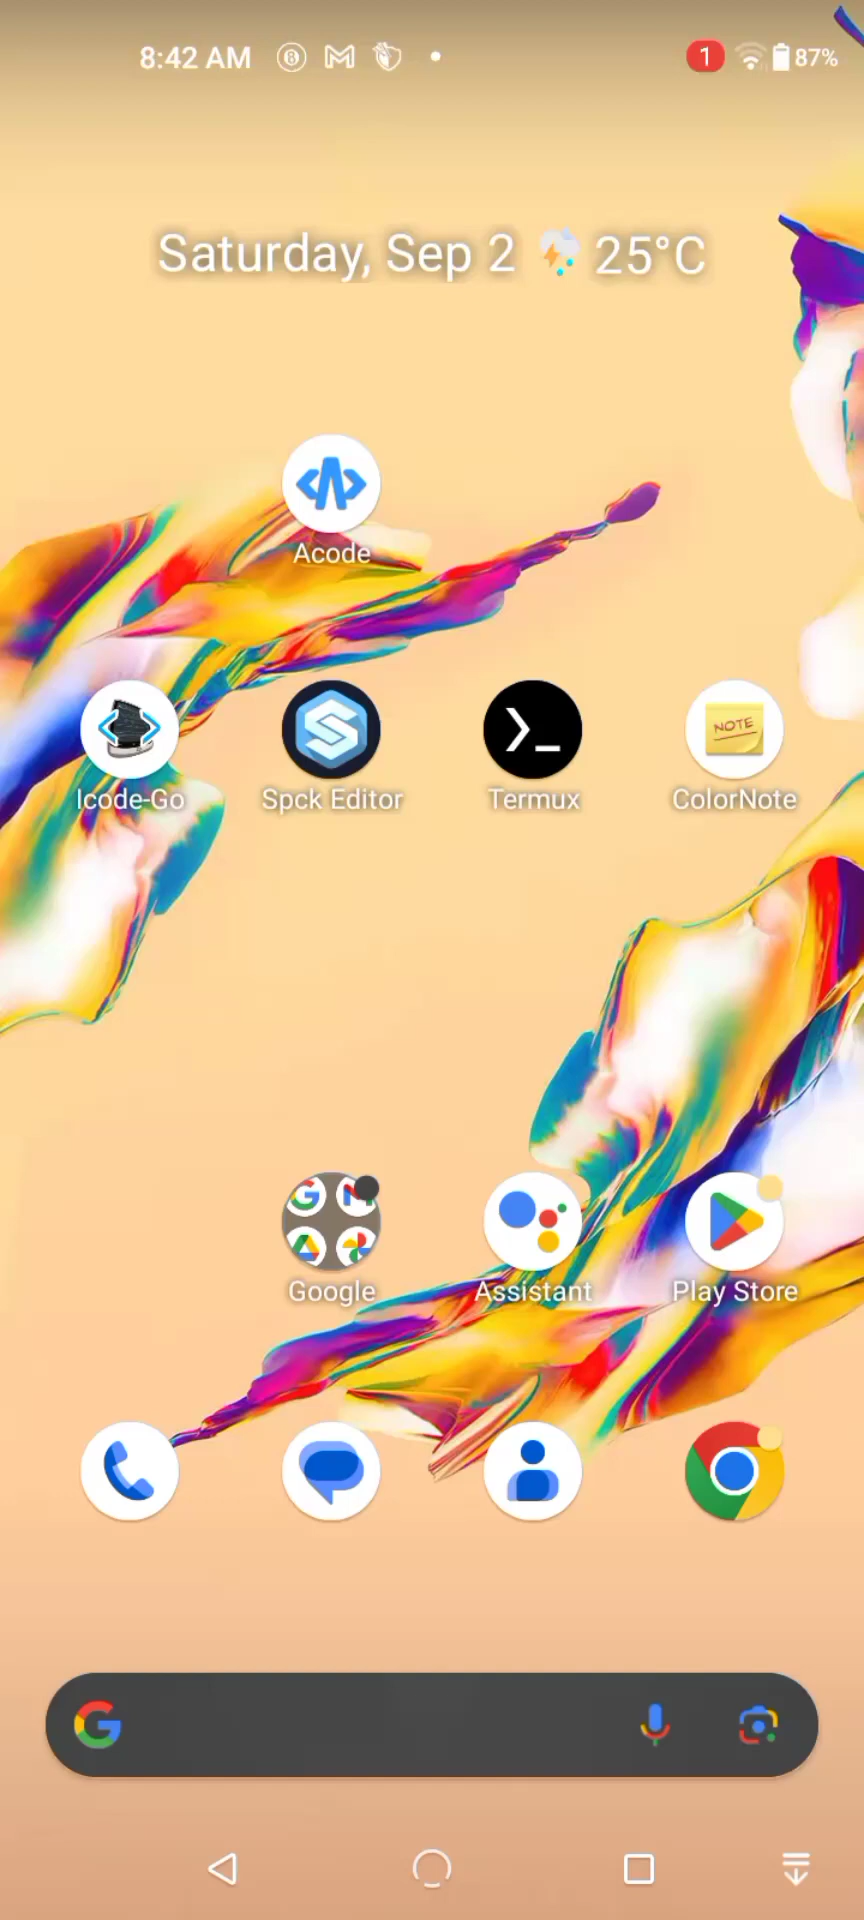 8:42 AM
1
87%
Saturday, Sep 2 25°C
Acode
Icode-Go
Spck Editor
Termux
NOTE
ColorNote
Google
Assistant
Play Store